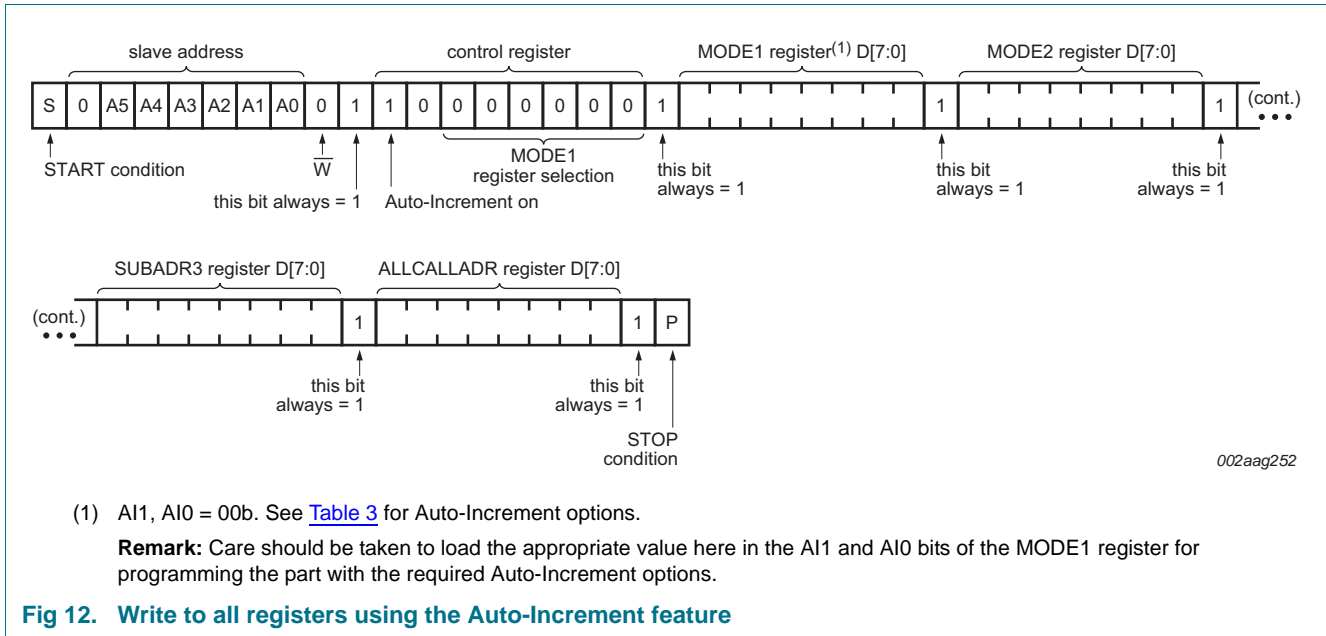 slave address control register MODE1 register(1) D[7:0] MODE2 register D[7:0]
S 0 A5 A4 A3 A2 A1 A0 0 1 1 0 0 0 0 0 0 0 1 1 1 (cont.)
START condition W MODE1 register selection this bit always = 1 this bit always = 1 this bit always = 1
this bit always = 1 Auto-Increment on
SUBADR3 register D[7:0] ALLCALLADR register D[7:0]
(cont.) 1 1 P
this bit always = 1 this bit always = 1
STOP condition
002aag252
(1) AI1, AI0 = 00b. See Table 3 for Auto-Increment options.
Remark: Care should be taken to load the appropriate value here in the AI1 and AI0 bits of the MODE1 register for
programming the part with the required Auto-Increment options.
Fig 12. Write to all registers using the Auto-Increment feature